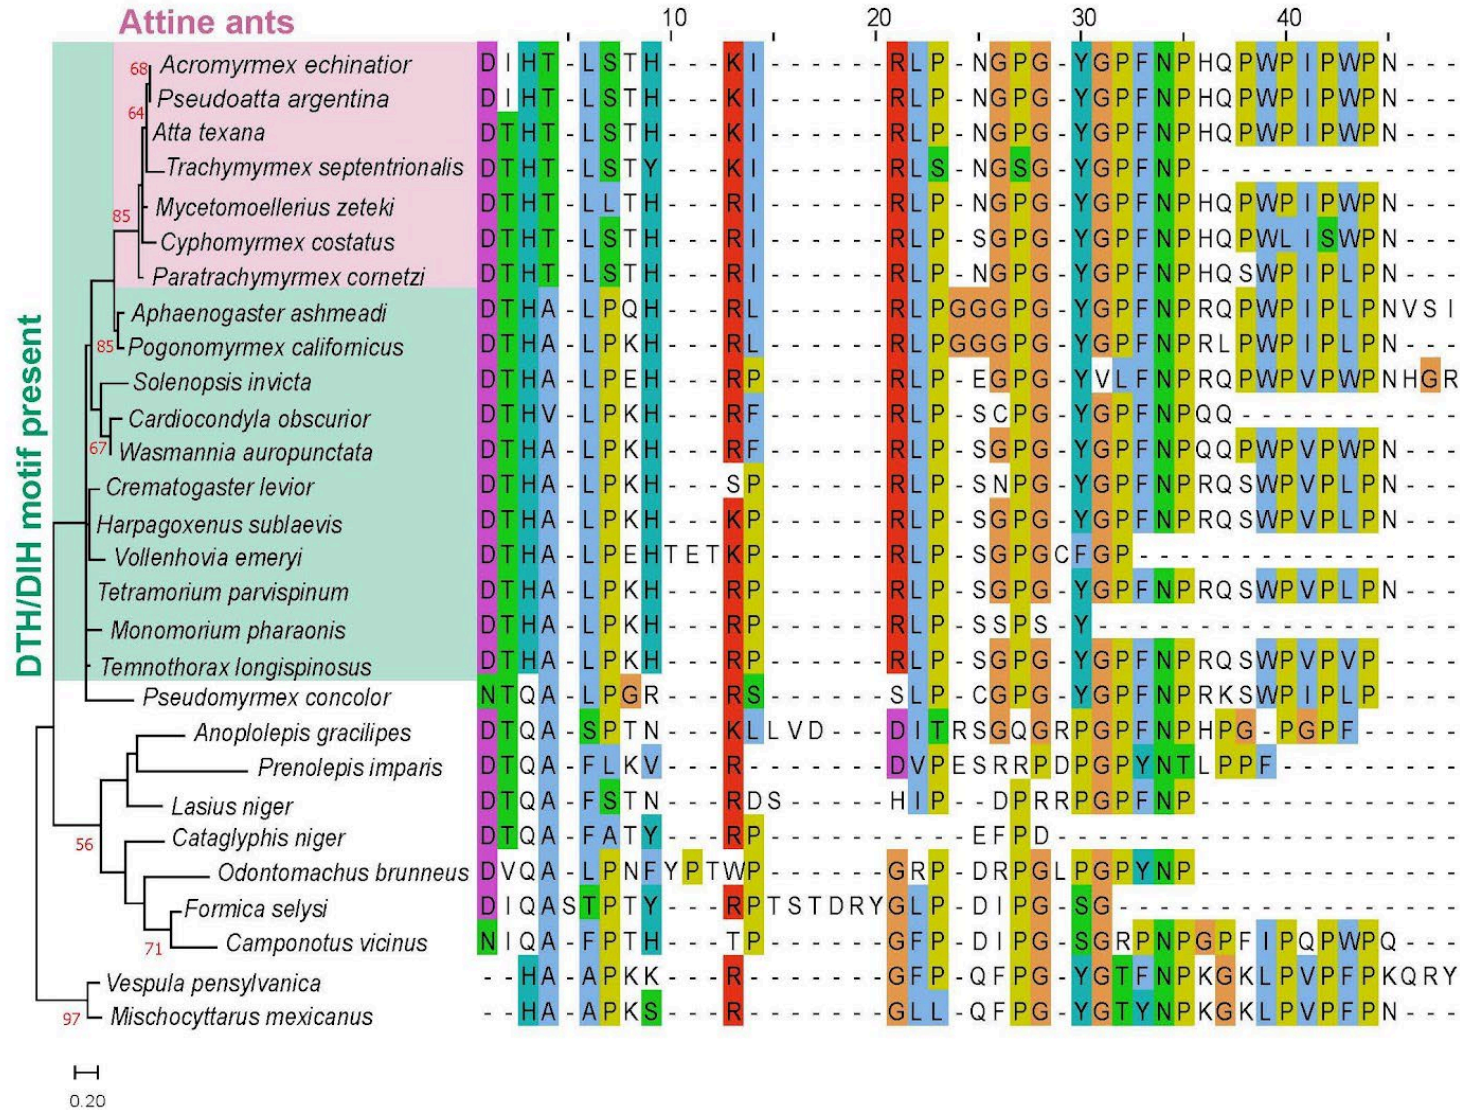 Attine ants
10 20 30 40
DTH/DIH motif present
68 Acromyrmex echinatior DIHT-LSTH---KI------RLP-NGPG-YGPFNPHQPWPIPWPN---
Pseudoatta argentina DIHT-LSTH---KI------RLP-NGPG-YGPFNPHQPWPIPWPN---
64 Atta texana DTHT-LSTH---KI------RLP-NGPG-YGPFNPHQPWPIPWPN---
Trachymyrmex septentrionalis DTHT-LSTY---KI------RLS-NGSG-YGPFNP-------------
85 Mycetomoellerius zeteki DTHT-LLTH---RI------RLP-NGPG-YGPFNPHQPWPIPWPN---
Cyphomyrmex costatus DTHT-LSTH---RI------RLP-SGPG-YGPFNPHQPWLISWPN---
Paratrachymyrmex cornetzi DTHT-LSTH---RI------RLP-NGPG-YGPFNPHQSWPIPLPN---
Aphaenogaster ashmeadi DTHA-LPQH---RL------RLPGGGPG-YGPFNPRQPWPIPLPNVSI
85 Pogonomyrmex californicus DTHA-LPKH---RL------RLPGGGPG-YGPFNPRLPWPIPLPN---
Solenopsis invicta DTHA-LPEH---RP------RLP-EGPG-YVLFNPRQPWPVPWPNHGR
Cardiocondyla obscurior DTHV-LPKH---RF------RLP-SCPG-YGPFNPQQ-----------
67 Wasmannia auropunctata DTHA-LPKH---RF------RLP-SGPG-YGPFNPQQPWPVPWPN---
Crematogaster levior DTHA-LPKH---SP------RLP-SNPG-YGPFNPRQSWPVPLPN---
Harpagoxenus sublaevis DTHA-LPKH---KP------RLP-SGPG-YGPFNPRQSWPVPLPN---
Vollenhovia emeryi DTHA-LPEHTETKP------RLP-SGPGCFGP----------------
Tetramorium parvispinum DTHA-LPKH---RP------RLP-SGPG-YGPFNPRQSWPVPLPN---
Monomorium pharaonis DTHA-LPKH---RP------RLP-SSPS-Y------------------
Temnothorax longispinosus DTHA-LPKH---RP------RLP-SGPG-YGPFNPRQSWPVPVP----
Pseudomyrmex concolor NTQA-LPGR---RS------SLP-CGPG-YGPFNPRKSWPIPLP----
Anoplolepis gracilipes DTQA-SPTN---KLLVD---DITRSGQGRPGPFNPHPG-PGPF-----
Prenolepis imparis DTQA-FLKV---R-------DVPESRRPDPGPYNTLPPF---------
Lasius niger DTQA-FSTN---RDS-----HIP--DPRRPGPFNP-------------
56 Cataglyphis niger DTQA-FATY---RP----------EFPD--------------------
Odontomachus brunneus DVQA-LPNFYPTWP------GRP-DRPGLPGPYNP-------------
Formica selysi DIQASTPTY---RPTSTDRYGLP-DIPG-SG-----------------
71 Camponotus vicinus NIQA-FPTH---TP------GFP-DIPG-SGRPNPGPFIPQPWPQ---
Vespula pensylvanica --HA-APKK---R-------GFP-QFPG-YGTFNPKGKLPVPFPKQRY
97 Mischocyttarus mexicanus --HA-APKS---R-------GLL-QFPG-YGTYNPKGKLPVPFPN---
0.20